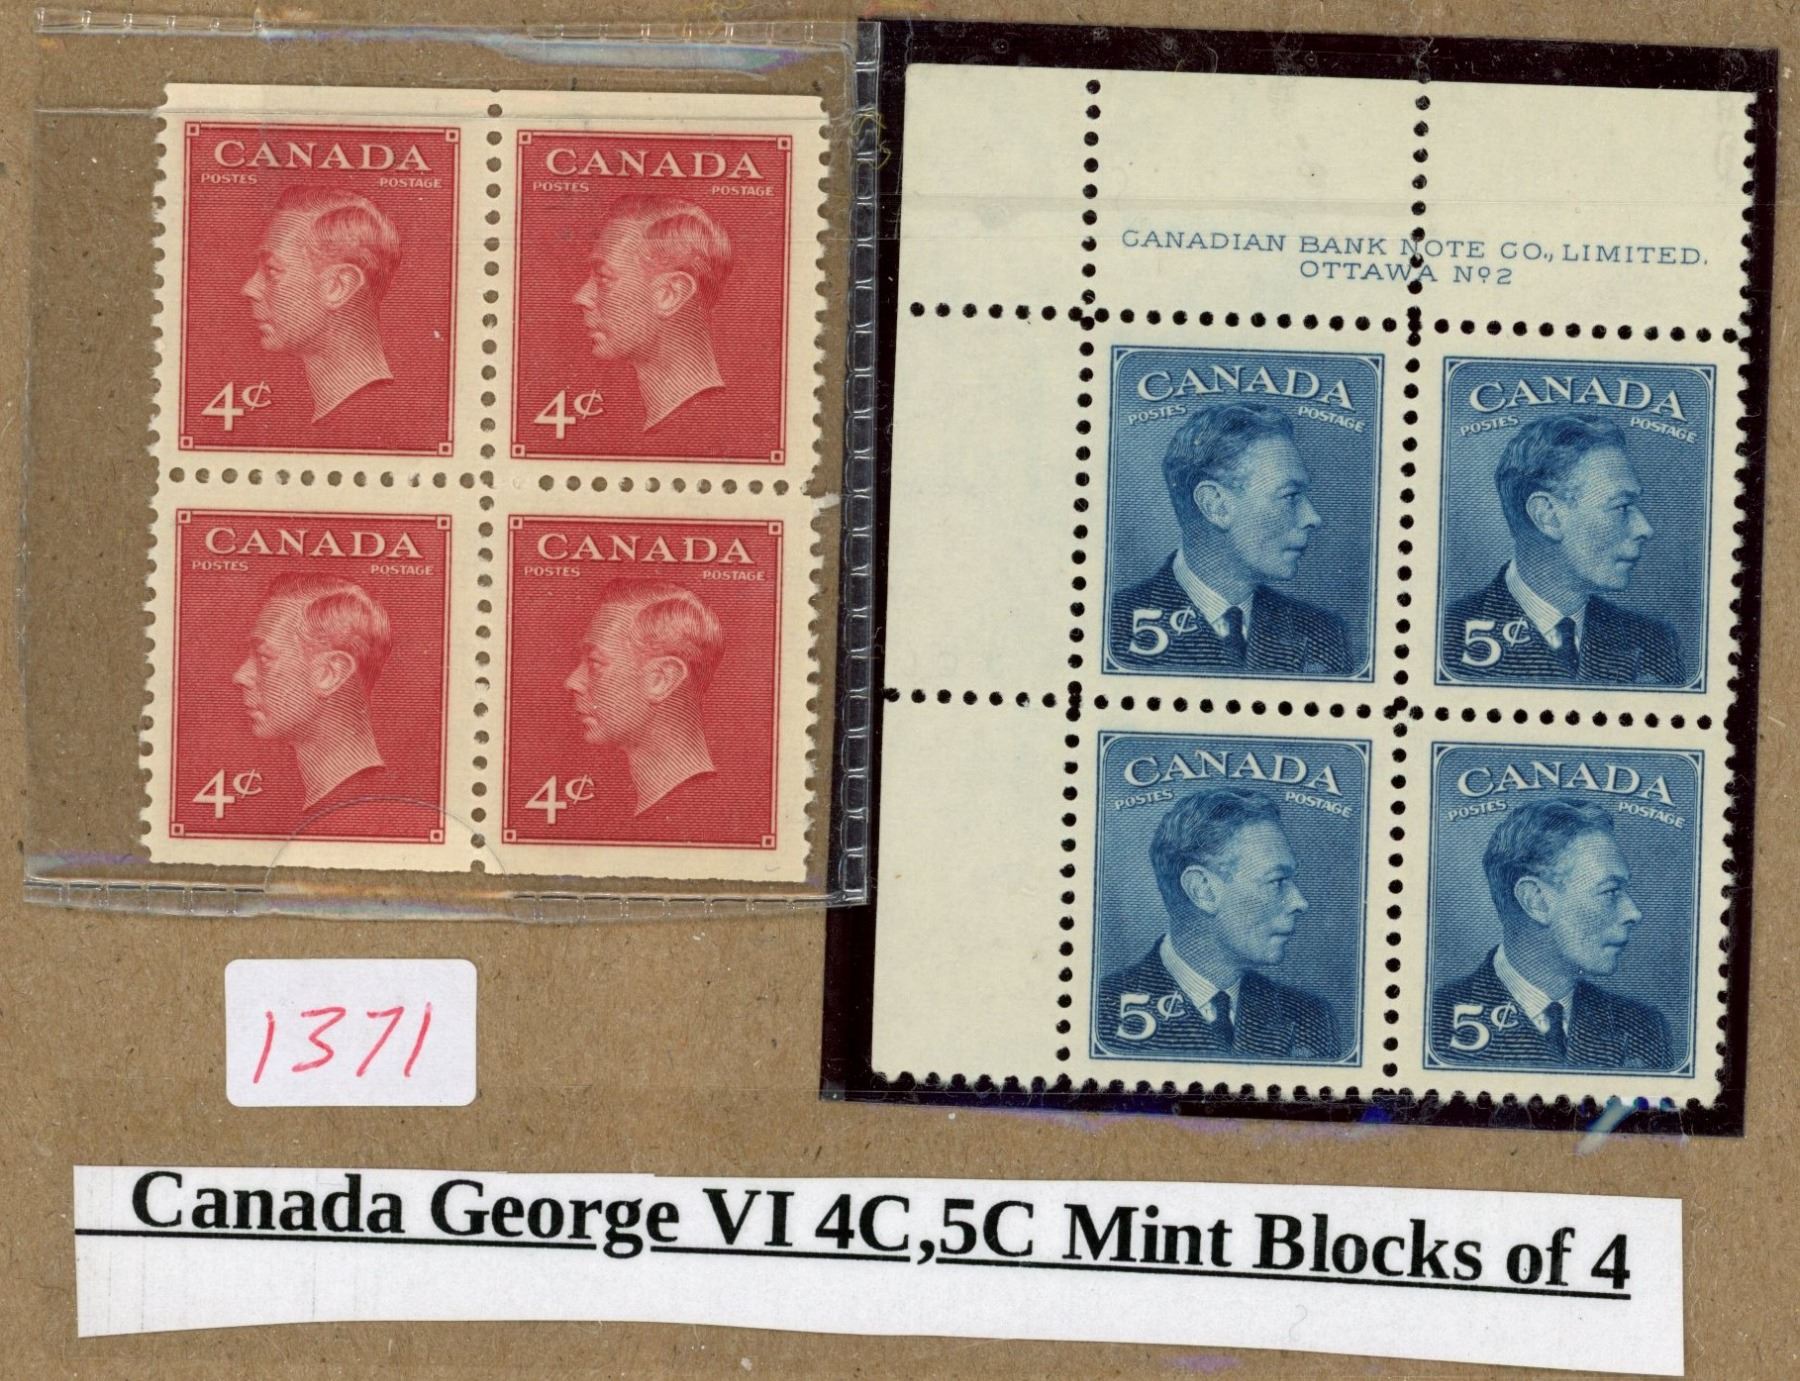 CANADA CANADA
POSTES POSTAGE POSTES POSTAGE
4¢ 4¢
CANADA CANADA
POSTES POSTAGE POSTES POSTAGE
4¢ 4¢
CANADIAN BANK NOTE CO., LIMITED.
OTTAWA Nº 2
CANADA CANADA
POSTES POSTAGE POSTES POSTAGE
5¢ 5¢
CANADA CANADA
POSTES POSTAGE POSTES POSTAGE
5¢ 5¢
1371
Canada George VI 4C,5C Mint Blocks of 4